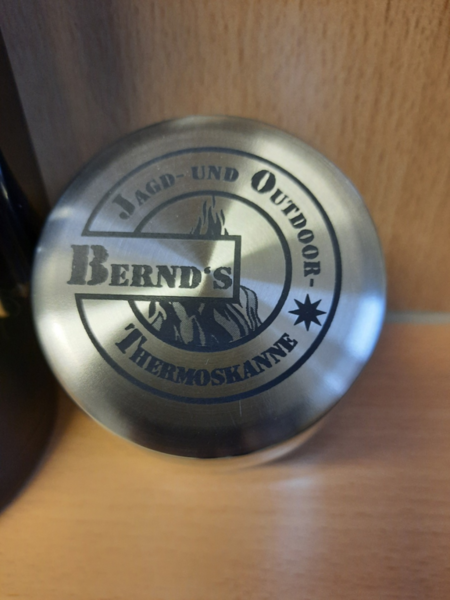 Jagd- und Outdoor-
Bernd's
Thermoskanne